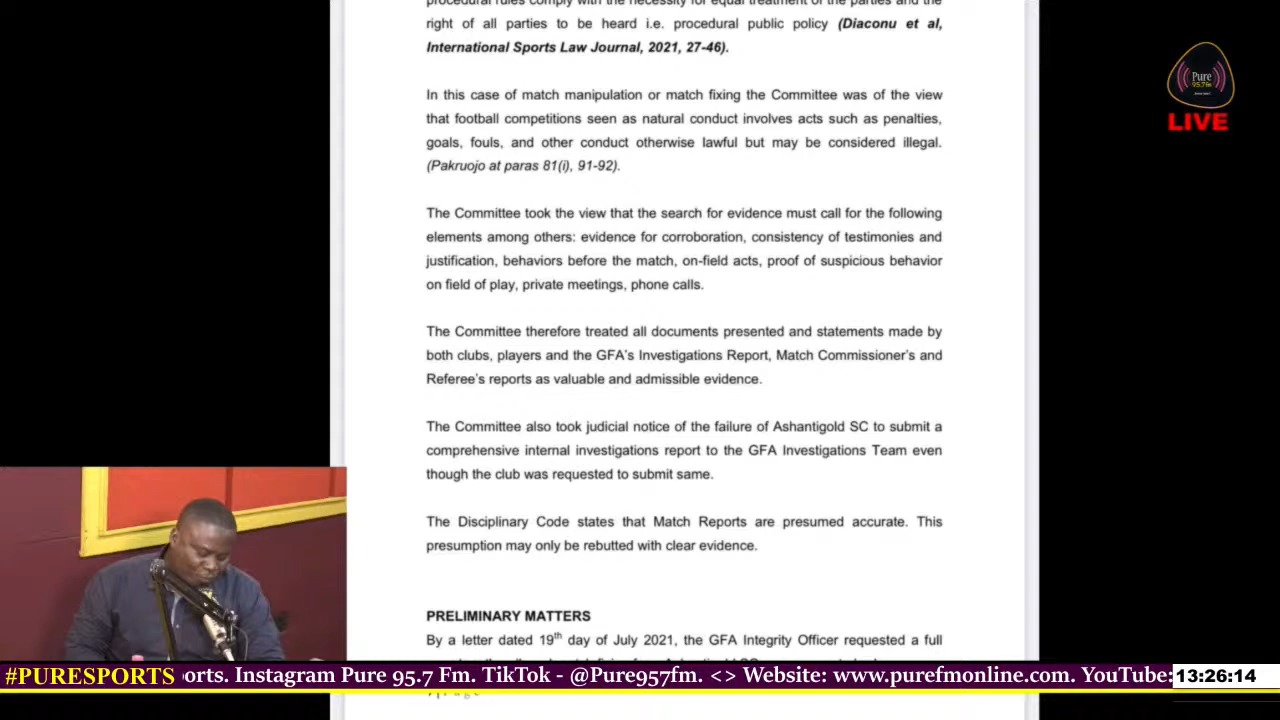 procedural rules comply with the necessity for equal treatment of the parties and the
right of all parties to be heard i.e. procedural public policy (Diaconu et al,
International Sports Law Journal, 2021, 27-46).
In this case of match manipulation or match fixing the Committee was of the view
that football competitions seen as natural conduct involves acts such as penalties,
goals, fouls, and other conduct otherwise lawful but may be considered illegal.
(Pakruojo at paras 81(i), 91-92).
The Committee took the view that the search for evidence must call for the following
elements among others: evidence for corroboration, consistency of testimonies and
justification, behaviors before the match, on-field acts, proof of suspicious behavior
on field of play, private meetings, phone calls.
The Committee therefore treated all documents presented and statements made by
both clubs, players and the GFA's Investigations Report, Match Commissioner's and
Referee's reports as valuable and admissible evidence.
The Committee also took judicial notice of the failure of Ashantigold SC to submit a
comprehensive internal investigations report to the GFA Investigations Team even
though the club was requested to submit same.
The Disciplinary Code states that Match Reports are presumed accurate. This
presumption may only be rebutted with clear evidence.
PRELIMINARY MATTERS
By a letter dated 19th day of July 2021, the GFA Integrity Officer requested a full
Pure
95.7fm
LIVE
#PURESPORTS orts. Instagram Pure 95.7 Fm. TikTok - @Pure957fm. <> Website: www.purefmonline.com. YouTube: 13:26:14